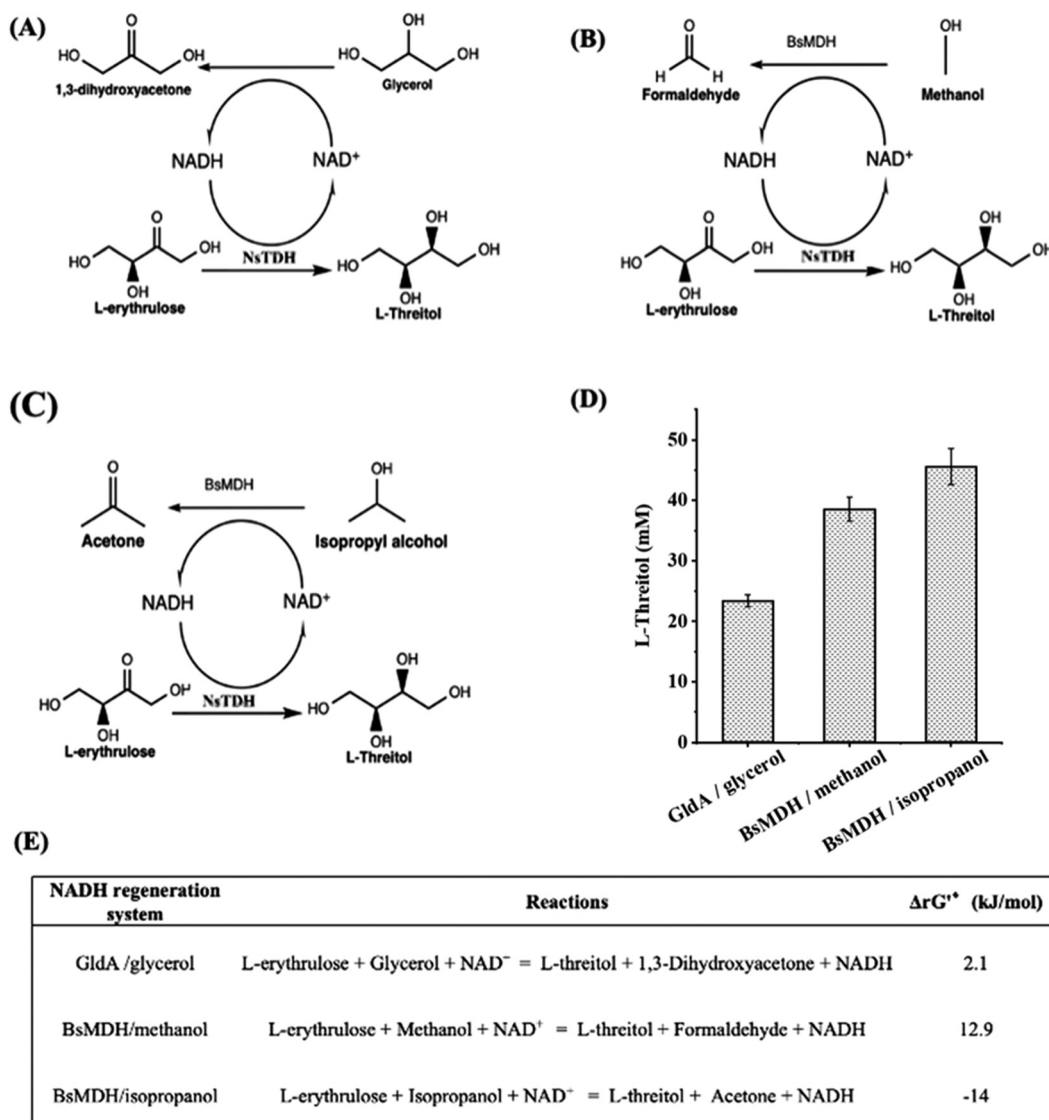 (A)
O
HO
OH
1,3-dihydroxyacetone
OH
HO
OH
Glycerol
NADH
NAD⁺
O
HO
OH
OH
L-erythrulose
NsTDH
OH
HO
OH
OH
L-Threitol
(B)
O
H
H
Formaldehyde
BsMDH
OH
Methanol
NADH
NAD⁺
O
HO
OH
OH
L-erythrulose
NsTDH
OH
HO
OH
OH
L-Threitol
(C)
O
Acetone
BsMDH
OH
Isopropyl alcohol
NADH
NAD⁺
O
HO
OH
OH
L-erythrulose
NsTDH
OH
HO
OH
OH
L-Threitol
(D)
L-Threitol (mM)
50
40
30
20
10
0
GldA / glycerol
BsMDH / methanol
BsMDH / isopropanol
(E)
NADH regeneration system
Reactions
ΔrG'° (kJ/mol)
GldA /glycerol
L-erythrulose + Glycerol + NAD⁺ = L-threitol + 1,3-Dihydroxyacetone + NADH
2.1
BsMDH/methanol
L-erythrulose + Methanol + NAD⁺ = L-threitol + Formaldehyde + NADH
12.9
BsMDH/isopropanol
L-erythrulose + Isopropanol + NAD⁺ = L-threitol + Acetone + NADH
-14